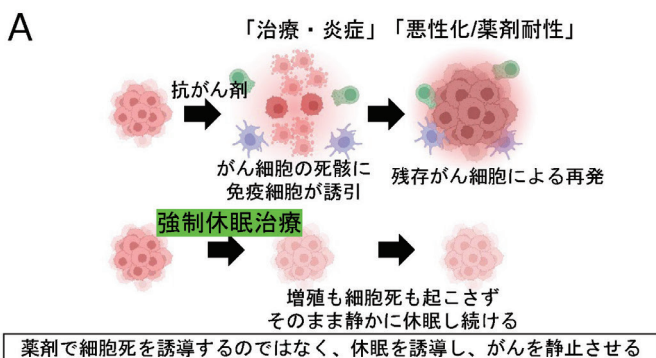 A
「治療・炎症」「悪性化/薬剤耐性」
抗がん剤
がん細胞の死骸に
免疫細胞が誘引
残存がん細胞による再発
強制休眠治療
増殖も細胞死も起こさず
そのまま静かに休眠し続ける
薬剤で細胞死を誘導するのではなく、休眠を誘導し、がんを静止させる